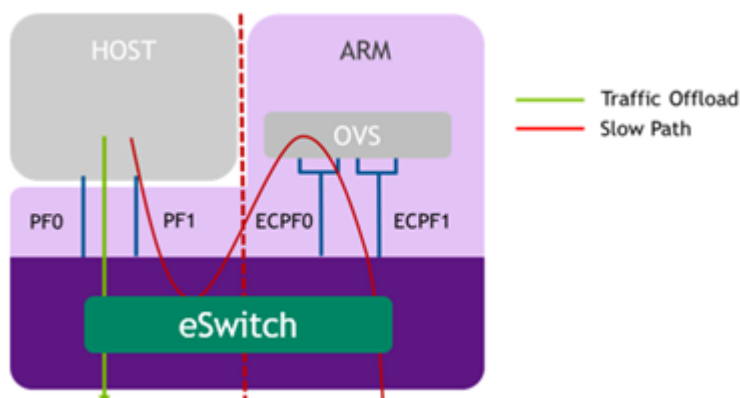 HOST
ARM
Traffic Offload
Slow Path
OVS
PF0
PF1
ECPF0
ECPF1
eSwitch